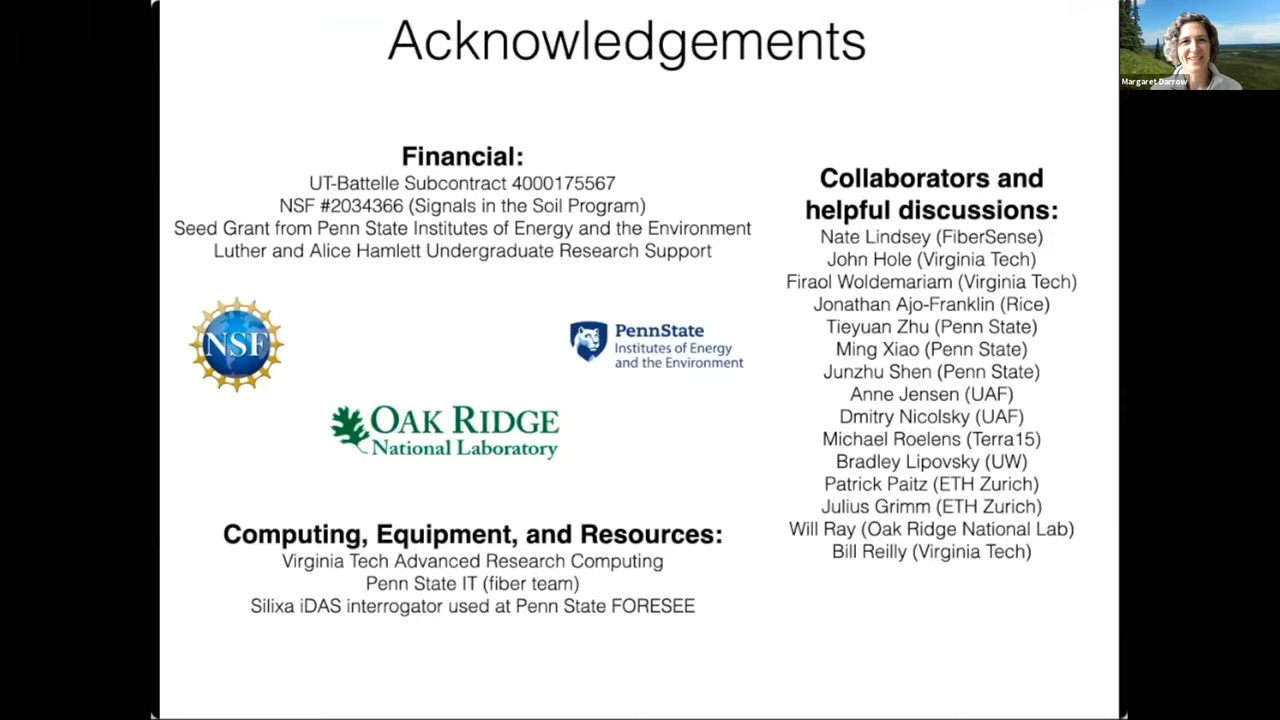 Acknowledgements
Financial:
UT-Battelle Subcontract 4000175567
NSF #2034366 (Signals in the Soil Program)
Seed Grant from Penn State Institutes of Energy and the Environment
Luther and Alice Hamlett Undergraduate Research Support
NSF
PennState
Institutes of Energy
and the Environment
OAK RIDGE
National Laboratory
Computing, Equipment, and Resources:
Virginia Tech Advanced Research Computing
Penn State IT (fiber team)
Silixa iDAS interrogator used at Penn State FORESEE
Collaborators and
helpful discussions:
Nate Lindsey (FiberSense)
John Hole (Virginia Tech)
Firaol Woldemariam (Virginia Tech)
Jonathan Ajo-Franklin (Rice)
Tieyuan Zhu (Penn State)
Ming Xiao (Penn State)
Junzhu Shen (Penn State)
Anne Jensen (UAF)
Dmitry Nicolsky (UAF)
Michael Roelens (Terra15)
Bradley Lipovsky (UW)
Patrick Paitz (ETH Zurich)
Julius Grimm (ETH Zurich)
Will Ray (Oak Ridge National Lab)
Bill Reilly (Virginia Tech)
Margaret Darrow